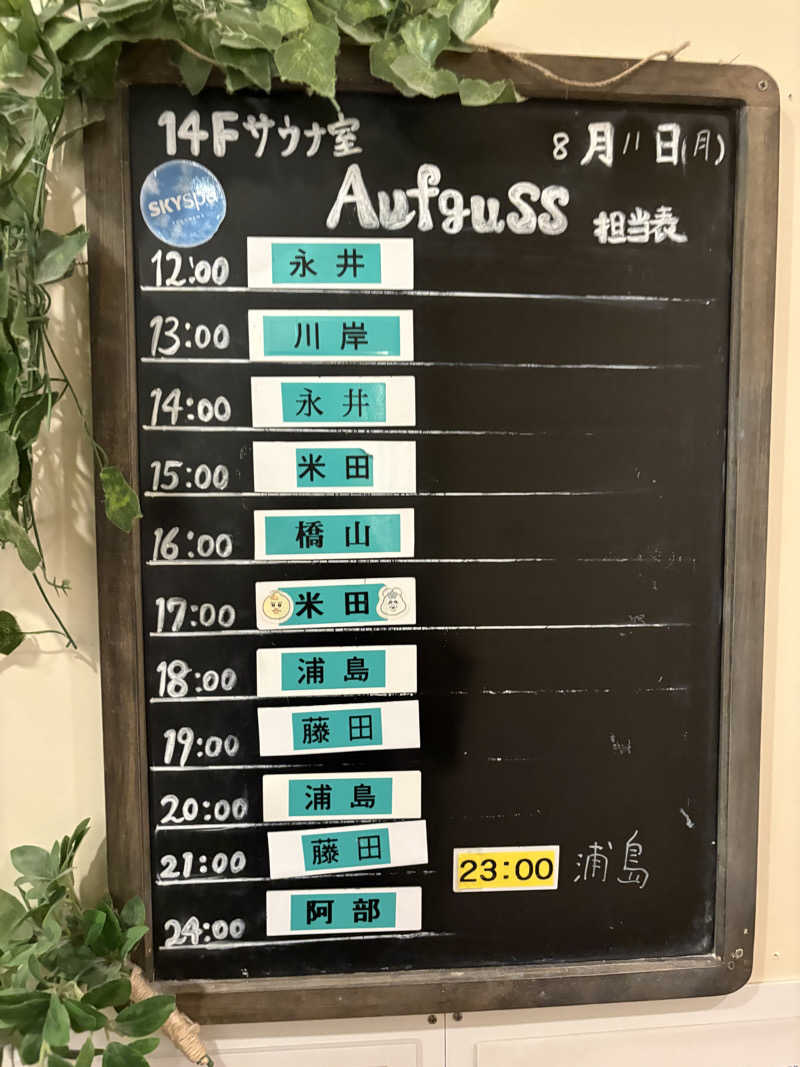 14Fサウナ室
8月11日(月)
SKYspa
YOKOHAMA
Aufguss 担当表
12:00 永井
13:00 川岸
14:00 永井
15:00 米田
16:00 橋山
17:00 米田
18:00 浦島
19:00 藤田
20:00 浦島
21:00 藤田
23:00 浦島
24:00 阿部